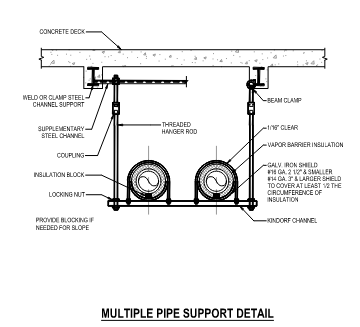 CONCRETE DECK
WELD OR CLAMP STEEL
CHANNEL SUPPORT
BEAM CLAMP
SUPPLEMENTARY
STEEL CHANNEL
THREADED
HANGER ROD
1/16" CLEAR
COUPLING
VAPOR BARRIER INSULATION
GALV. IRON SHIELD
#16 GA. 2 1/2" & SMALLER
#14 GA. 3" & LARGER SHIELD
TO COVER AT LEAST 1/2 THE
CIRCUMFERENCE OF
INSULATION
INSULATION BLOCK
LOCKING NUT
PROVIDE BLOCKING IF
NEEDED FOR SLOPE
KINDORF CHANNEL
MULTIPLE PIPE SUPPORT DETAIL